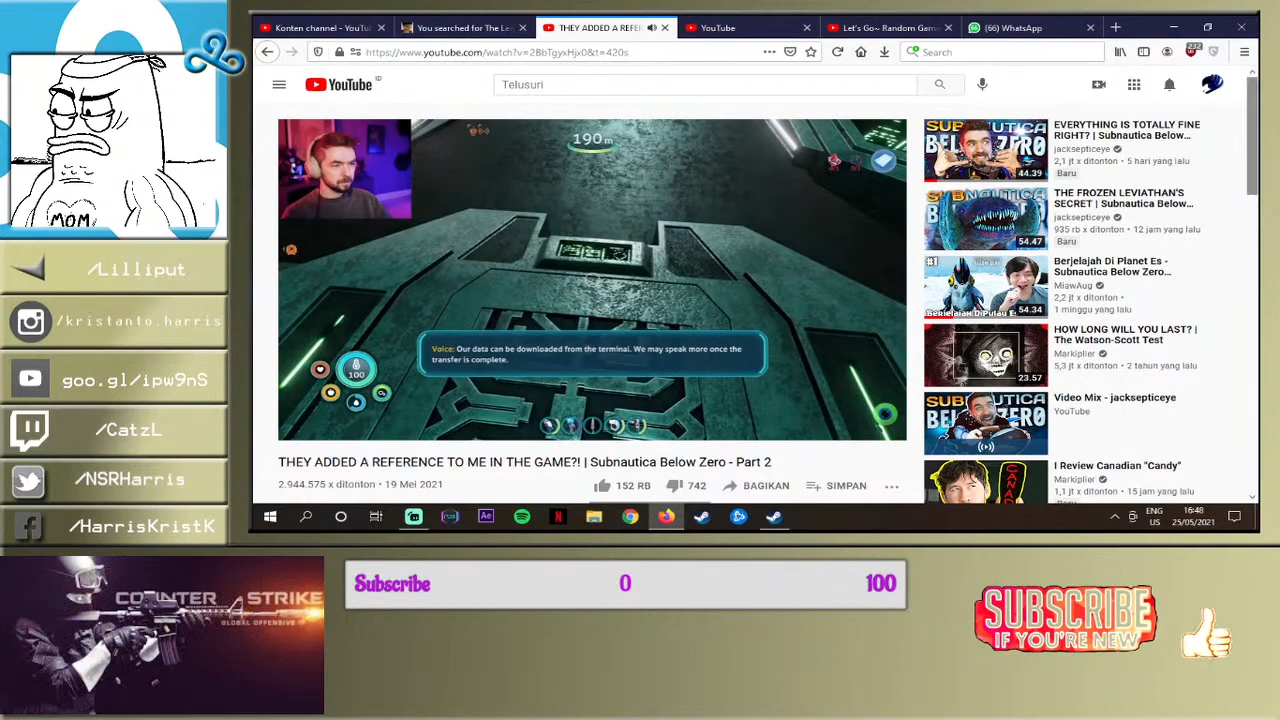 MOM
/Lilliput
/kristanto.harris
goo.gl/ipw9nS
/CatzL
/NSRHarris
/HarrisKristK
Konten channel - YouTu
You searched for The Le
THEY ADDED A REFER
YouTube
Let's Go~ Random Game
(66) WhatsApp
https://www.youtube.com/watch?v=2BbTgyxHjx0&t=420s
Search
232
YouTube ID
Telusuri
190 m
Voice: Our data can be downloaded from the terminal. We may speak more once the
transfer is complete.
100
THEY ADDED A REFERENCE TO ME IN THE GAME?! | Subnautica Below Zero - Part 2
2.944.575 x ditonton • 19 Mei 2021
152 RB
742
BAGIKAN
SIMPAN
EVERYTHING IS TOTALLY FINE
RIGHT? | Subnautica Below...
jacksepticeye
2,1 jt x ditonton • 5 hari yang lalu
Baru
44.39
THE FROZEN LEVIATHAN'S
SECRET | Subnautica Below Zero...
jacksepticeye
935 rb x ditonton • 12 jam yang lalu
Baru
54.47
#1
Berjelajah Di Planet Es -
Subnautica Below Zero...
MiawAug
2,2 jt x ditonton •
1 minggu yang lalu
54.34
HOW LONG WILL YOU LAST? |
The Watson-Scott Test
Markiplier
5,3 jt x ditonton • 2 tahun yang lalu
23.57
Video Mix - jacksepticeye
YouTube
I Review Canadian "Candy"
Markiplier
1,1 jt x ditonton • 15 jam yang lalu
ENG
US
16:48
25/05/2021
COUNTER STRIKE
GLOBAL OFFENSIVE
Subscribe 0 100
SUBSCRIBE
IF YOU'RE NEW